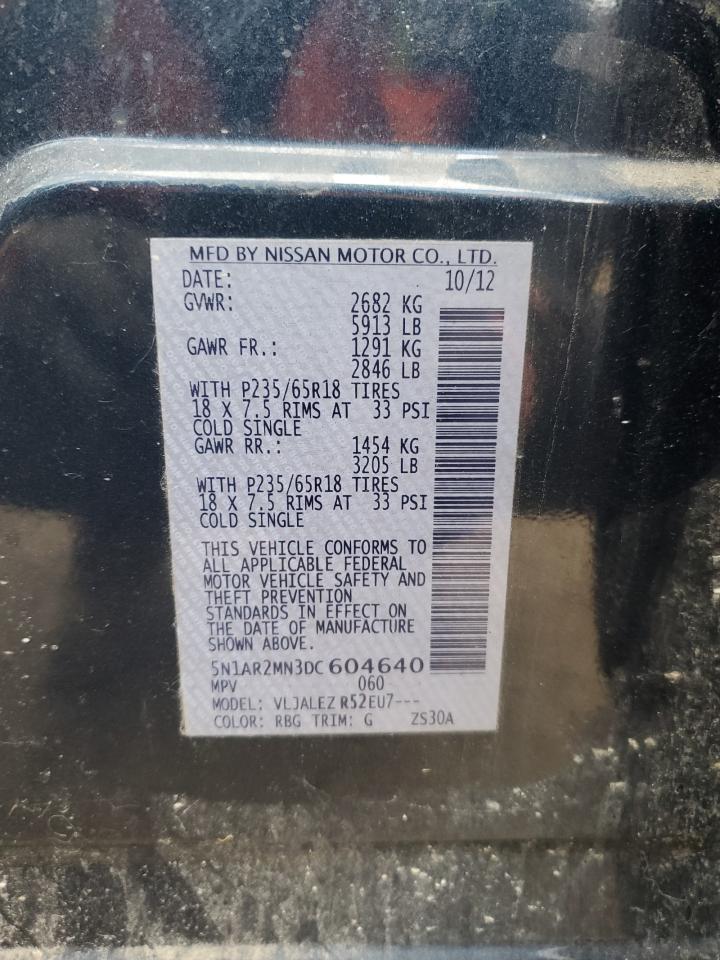 MFD BY NISSAN MOTOR CO., LTD.
DATE: 10/12
GVWR: 2682 KG
5913 LB
GAWR FR.: 1291 KG
2846 LB
WITH P235/65R18 TIRES
18 X 7.5 RIMS AT 33 PSI
COLD SINGLE
GAWR RR.: 1454 KG
3205 LB
WITH P235/65R18 TIRES
18 X 7.5 RIMS AT 33 PSI
COLD SINGLE
THIS VEHICLE CONFORMS TO
ALL APPLICABLE FEDERAL
MOTOR VEHICLE SAFETY AND
THEFT PREVENTION
STANDARDS IN EFFECT ON
THE DATE OF MANUFACTURE
SHOWN ABOVE.
5N1AR2MN3DC604640
MPV 060
MODEL: VLJALEZ R52EU7---
COLOR: RBG TRIM: G ZS30A